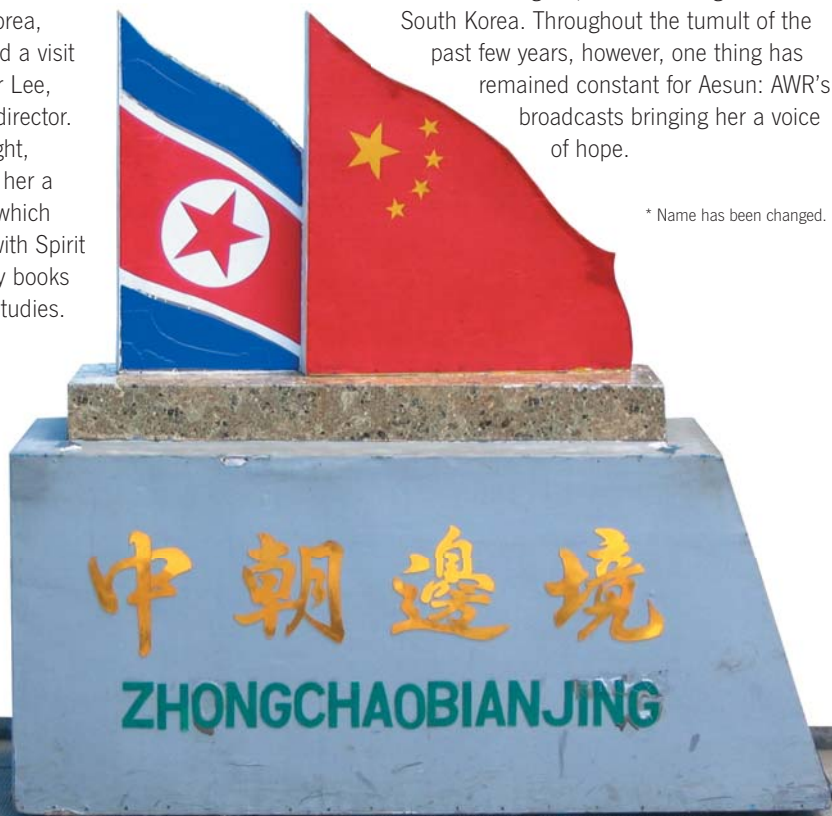 orea,
d a visit
r Lee,
director.
ght,
her a
which
with Spirit
y books
tudies.
South Korea. Throughout the tumult of the
past few years, however, one thing has
remained constant for Aesun: AWR's
broadcasts bringing her a voice
of hope.
* Name has been changed.
中朝邊境
ZHONGCHAOBIANJING